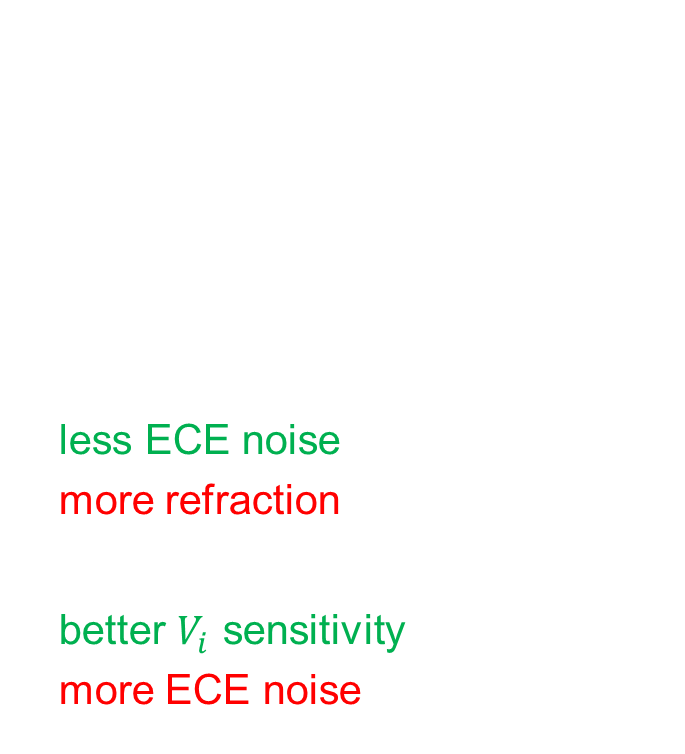 less ECE noise
more refraction
better Vᵢ sensitivity
more ECE noise